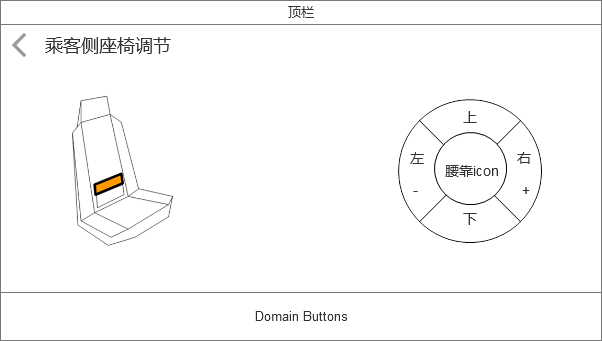 顶栏
乘客侧座椅调节
上
左
右
腰靠icon
-
+
下
Domain Buttons